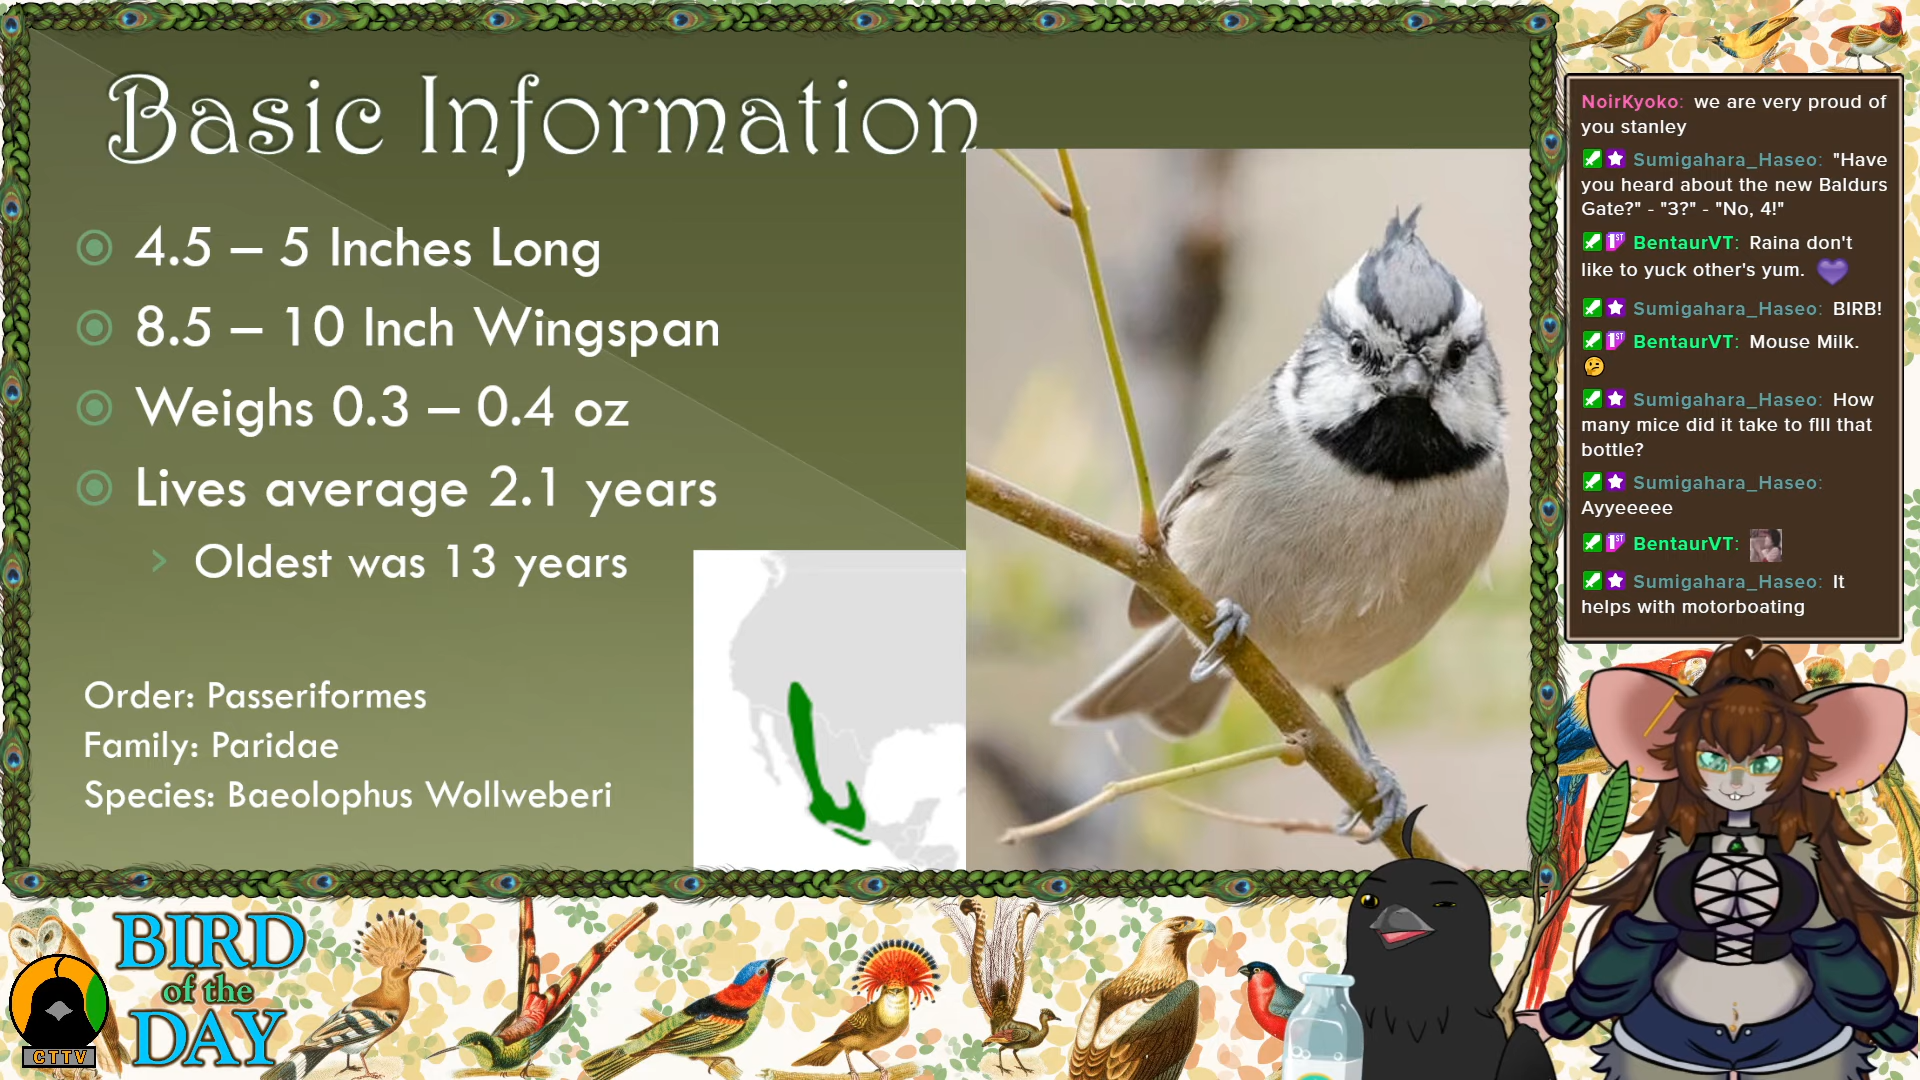 Basic Information
4.5 – 5 Inches Long
8.5 – 10 Inch Wingspan
Weighs 0.3 – 0.4 oz
Lives average 2.1 years
Oldest was 13 years
Order: Passeriformes
Family: Paridae
Species: Baeolophus Wollweberi
NoirKyoko: we are very proud of
you stanley
Sumigahara_Haseo: "Have
you heard about the new Baldurs
Gate?" - "3?" - "No, 4!"
1ST BentaurVT: Raina don't
like to yuck other's yum. 💜
Sumigahara_Haseo: BIRB!
1ST BentaurVT: Mouse Milk.
🤔
Sumigahara_Haseo: How
many mice did it take to flll that
bottle?
Sumigahara_Haseo:
Ayyeeeee
1ST BentaurVT:
Sumigahara_Haseo: It
helps with motorboating
BIRD
of the
DAY
CTTV